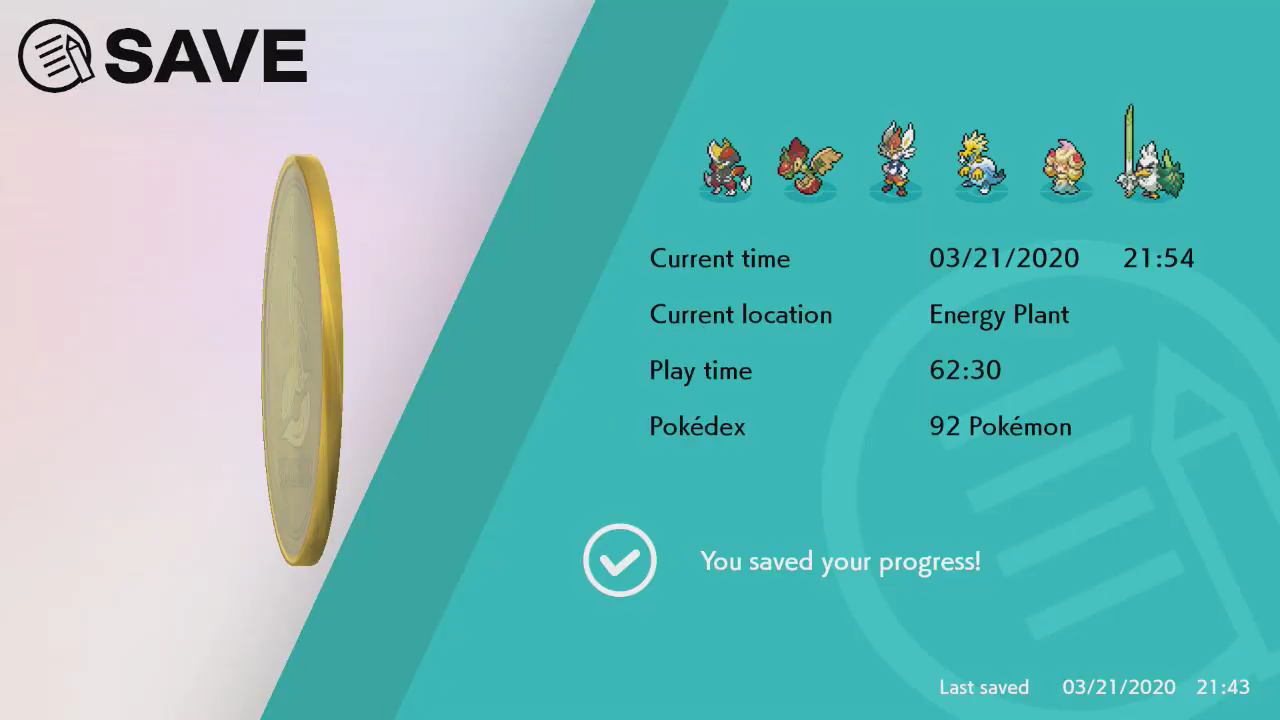 SAVE
Current time 03/21/2020 21:54
Current location Energy Plant
Play time 62:30
Pokédex 92 Pokémon
You saved your progress!
Last saved 03/21/2020 21:43